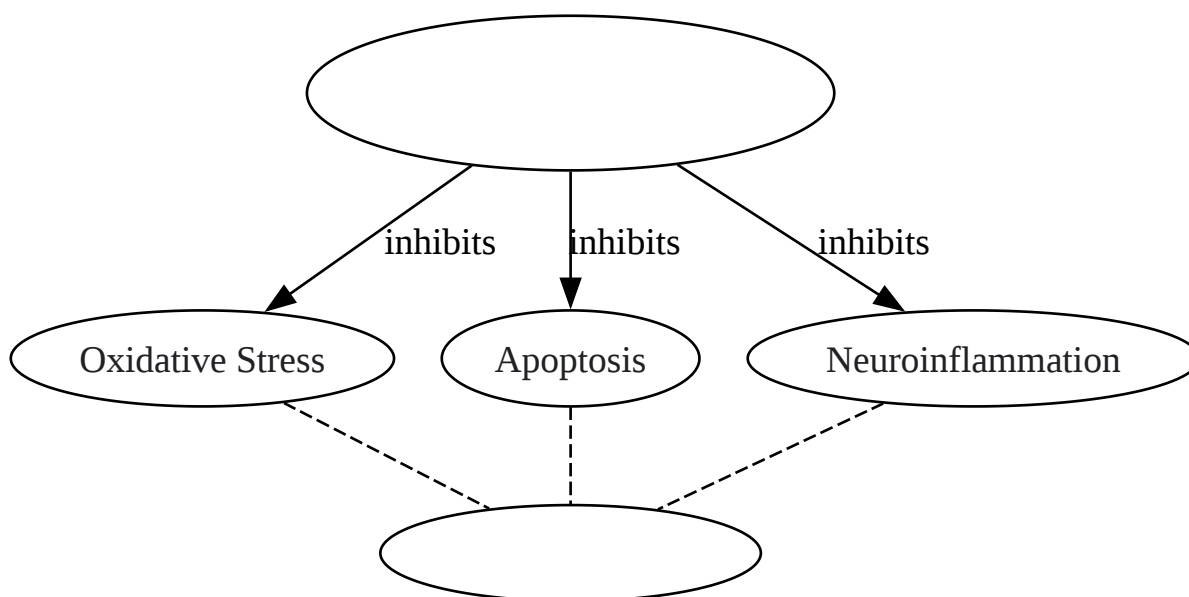 inhibits
inhibits
inhibits
Oxidative Stress
Apoptosis
Neuroinflammation